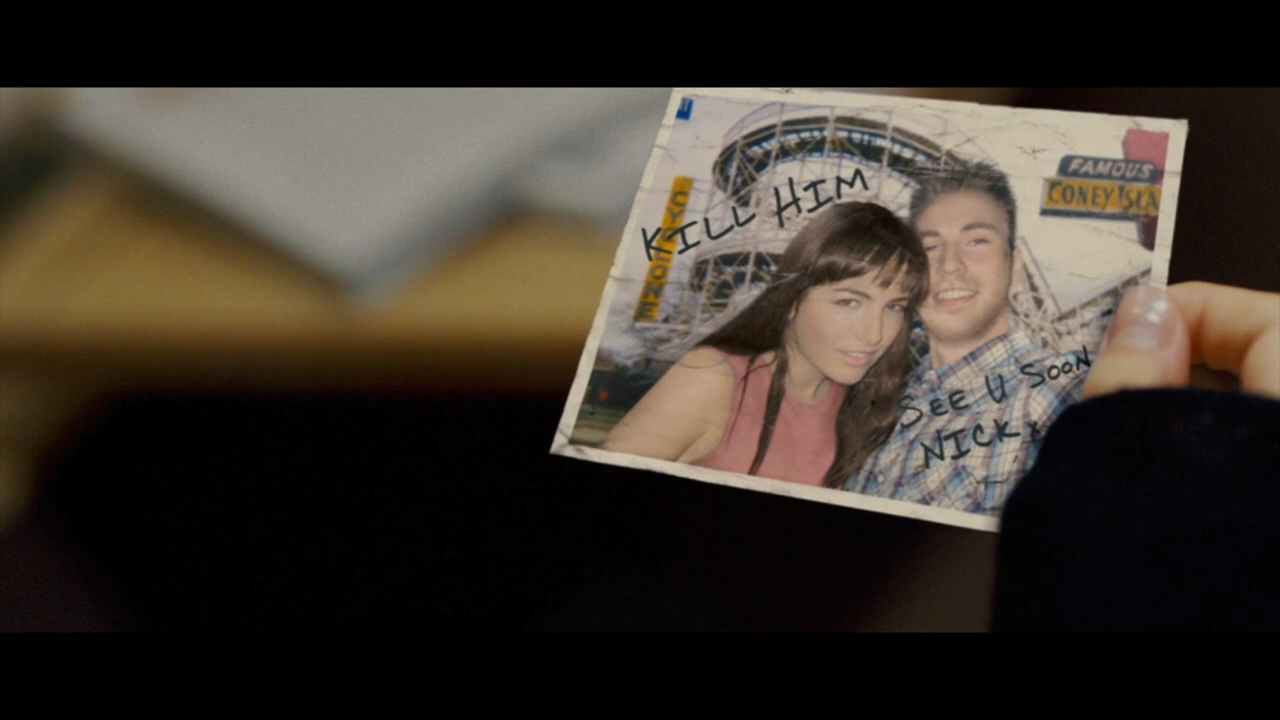 KILL HIM
CYCLONE
FAMOUS
CONEY ISLA
SEE U SOON
NICK